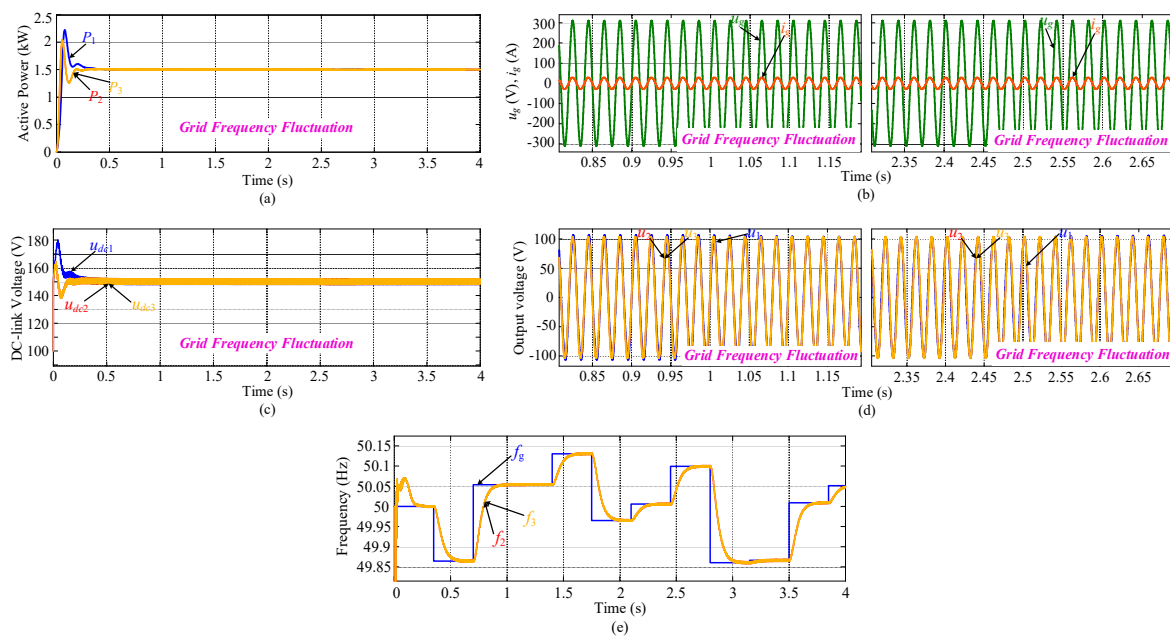 Active Power (kW)
2.5
2
1.5
1
0.5
0
P1
P2
P3
Grid Frequency Fluctuation
0 0.5 1 1.5 2 2.5 3 3.5 4
Time (s)
(a)
ug (V), ig (A)
300
200
100
0
-100
-200
-300
ug
ig
Grid Frequency Fluctuation
0.85 0.9 0.95 1 1.05 1.1 1.15
ug
ig
Grid Frequency Fluctuation
2.35 2.4 2.45 2.5 2.55 2.6 2.65
Time (s)
(b)
DC-link Voltage (V)
180
160
150
140
120
100
udc1
udc2
udc3
Grid Frequency Fluctuation
0 0.5 1 1.5 2 2.5 3 3.5 4
Time (s)
(c)
Output voltage (V)
100
50
0
-50
-100
u1
Grid Frequency Fluctuation
0.85 0.9 0.95 1 1.05 1.1 1.15
u1
Grid Frequency Fluctuation
2.35 2.4 2.45 2.5 2.55 2.6 2.65
Time (s)
(d)
Frequency (Hz)
50.15
50.1
50.05
50
49.95
49.9
49.85
fg
f3
f2
0 0.5 1 1.5 2 2.5 3 3.5 4
Time (s)
(e)